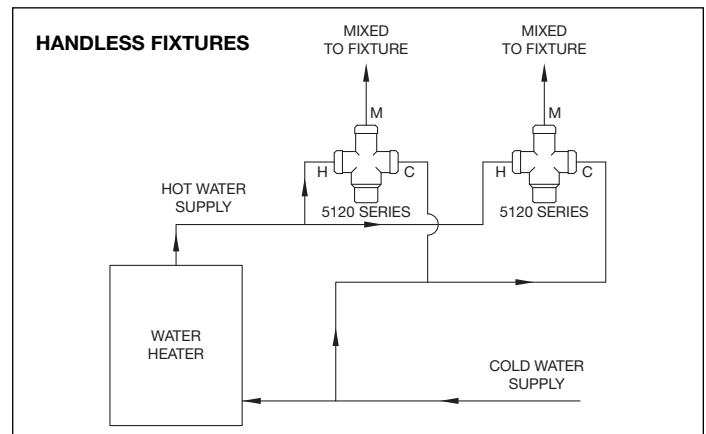 HANDLESS FIXTURES
MIXED
TO FIXTURE
MIXED
TO FIXTURE
M
M
H
C
H
C
5120 SERIES
5120 SERIES
HOT WATER
SUPPLY
WATER
HEATER
COLD WATER
SUPPLY